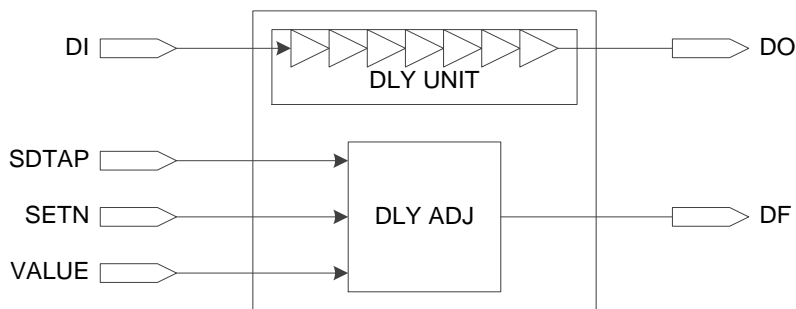 DI
DO
DLY UNIT
SDTAP
SETN
DLY ADJ
DF
VALUE